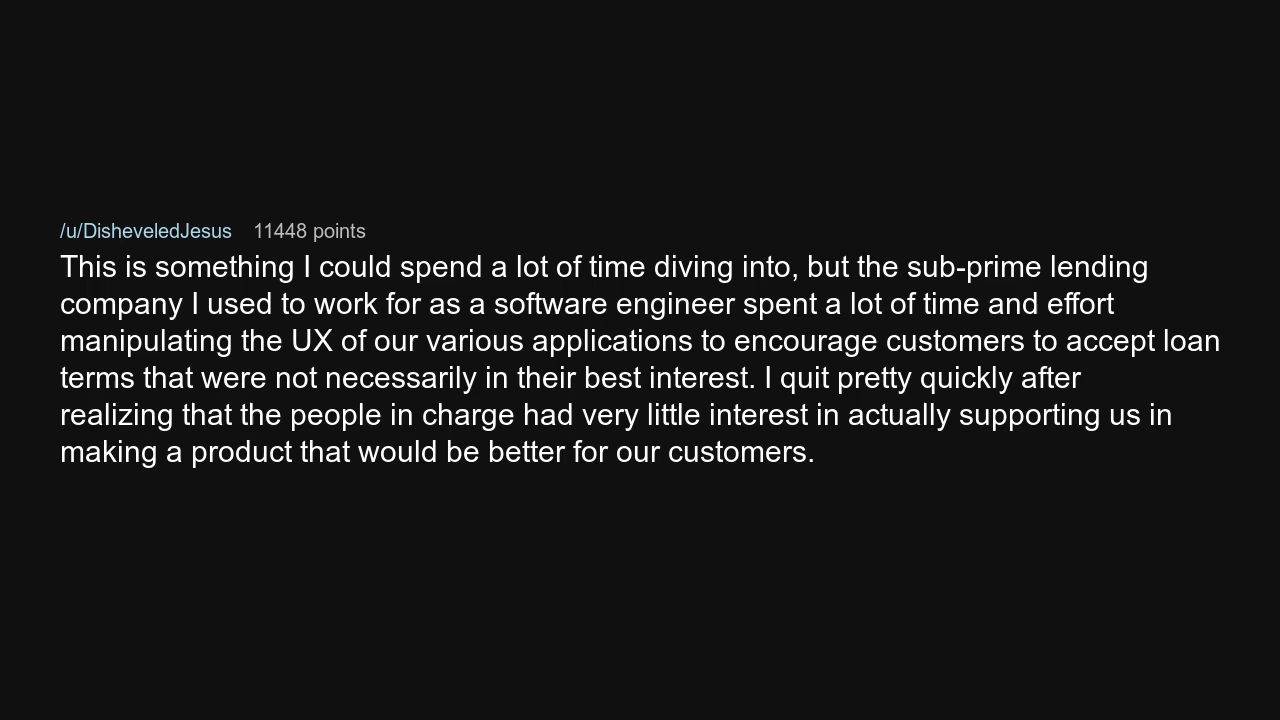 /u/DisheveledJesus 11448 points
This is something I could spend a lot of time diving into, but the sub-prime lending
company I used to work for as a software engineer spent a lot of time and effort
manipulating the UX of our various applications to encourage customers to accept loan
terms that were not necessarily in their best interest. I quit pretty quickly after
realizing that the people in charge had very little interest in actually supporting us in
making a product that would be better for our customers.